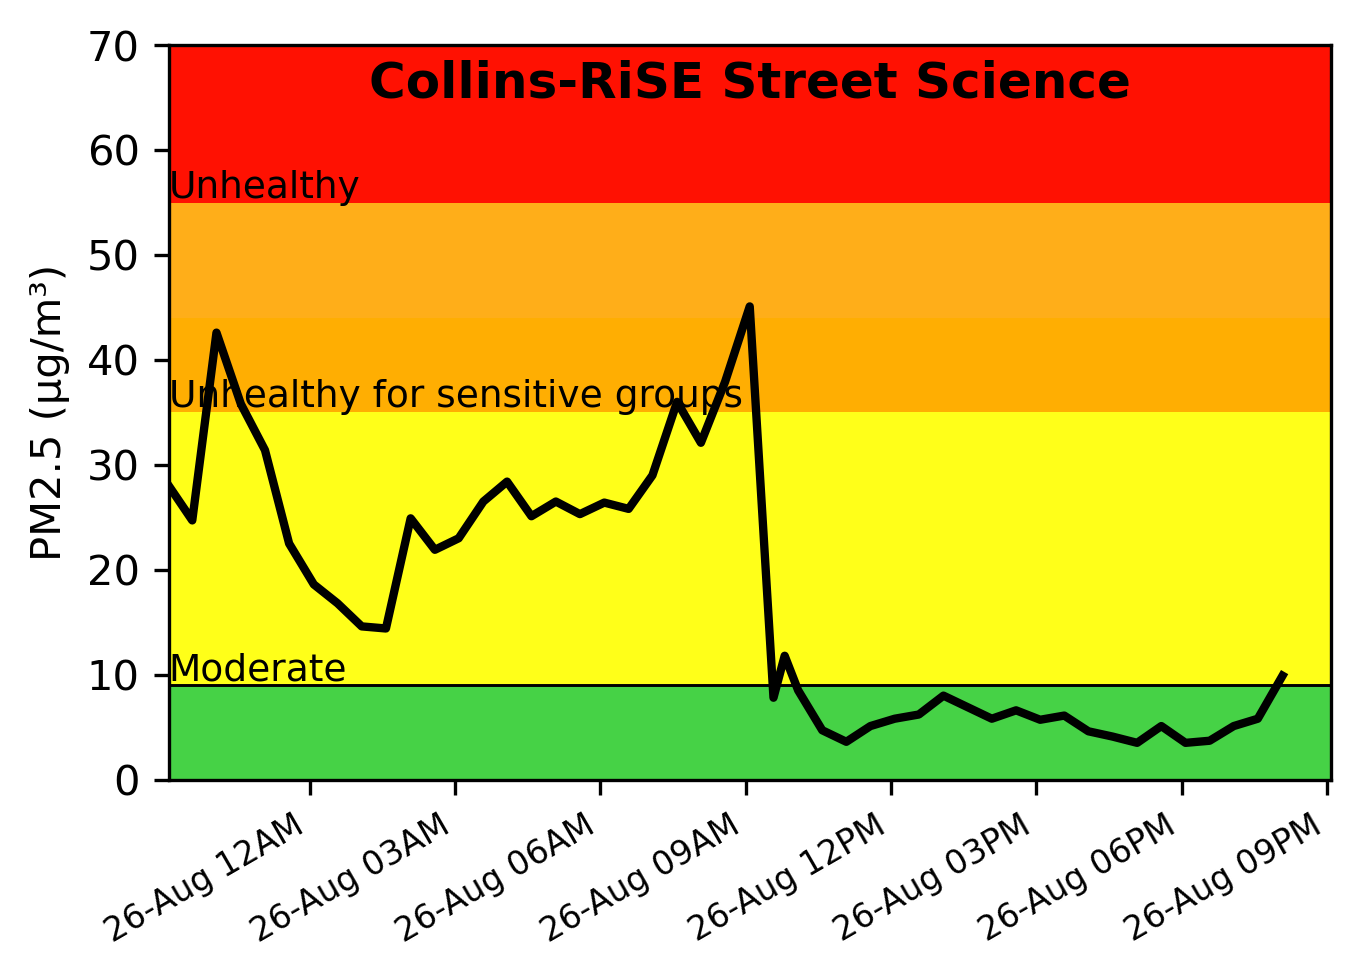 Collins-RiSE Street Science
PM2.5 (µg/m³)
70
60
50
40
30
20
10
0
Unhealthy
Unhealthy for sensitive groups
Moderate
26-Aug 12AM
26-Aug 03AM
26-Aug 06AM
26-Aug 09AM
26-Aug 12PM
26-Aug 03PM
26-Aug 06PM
26-Aug 09PM